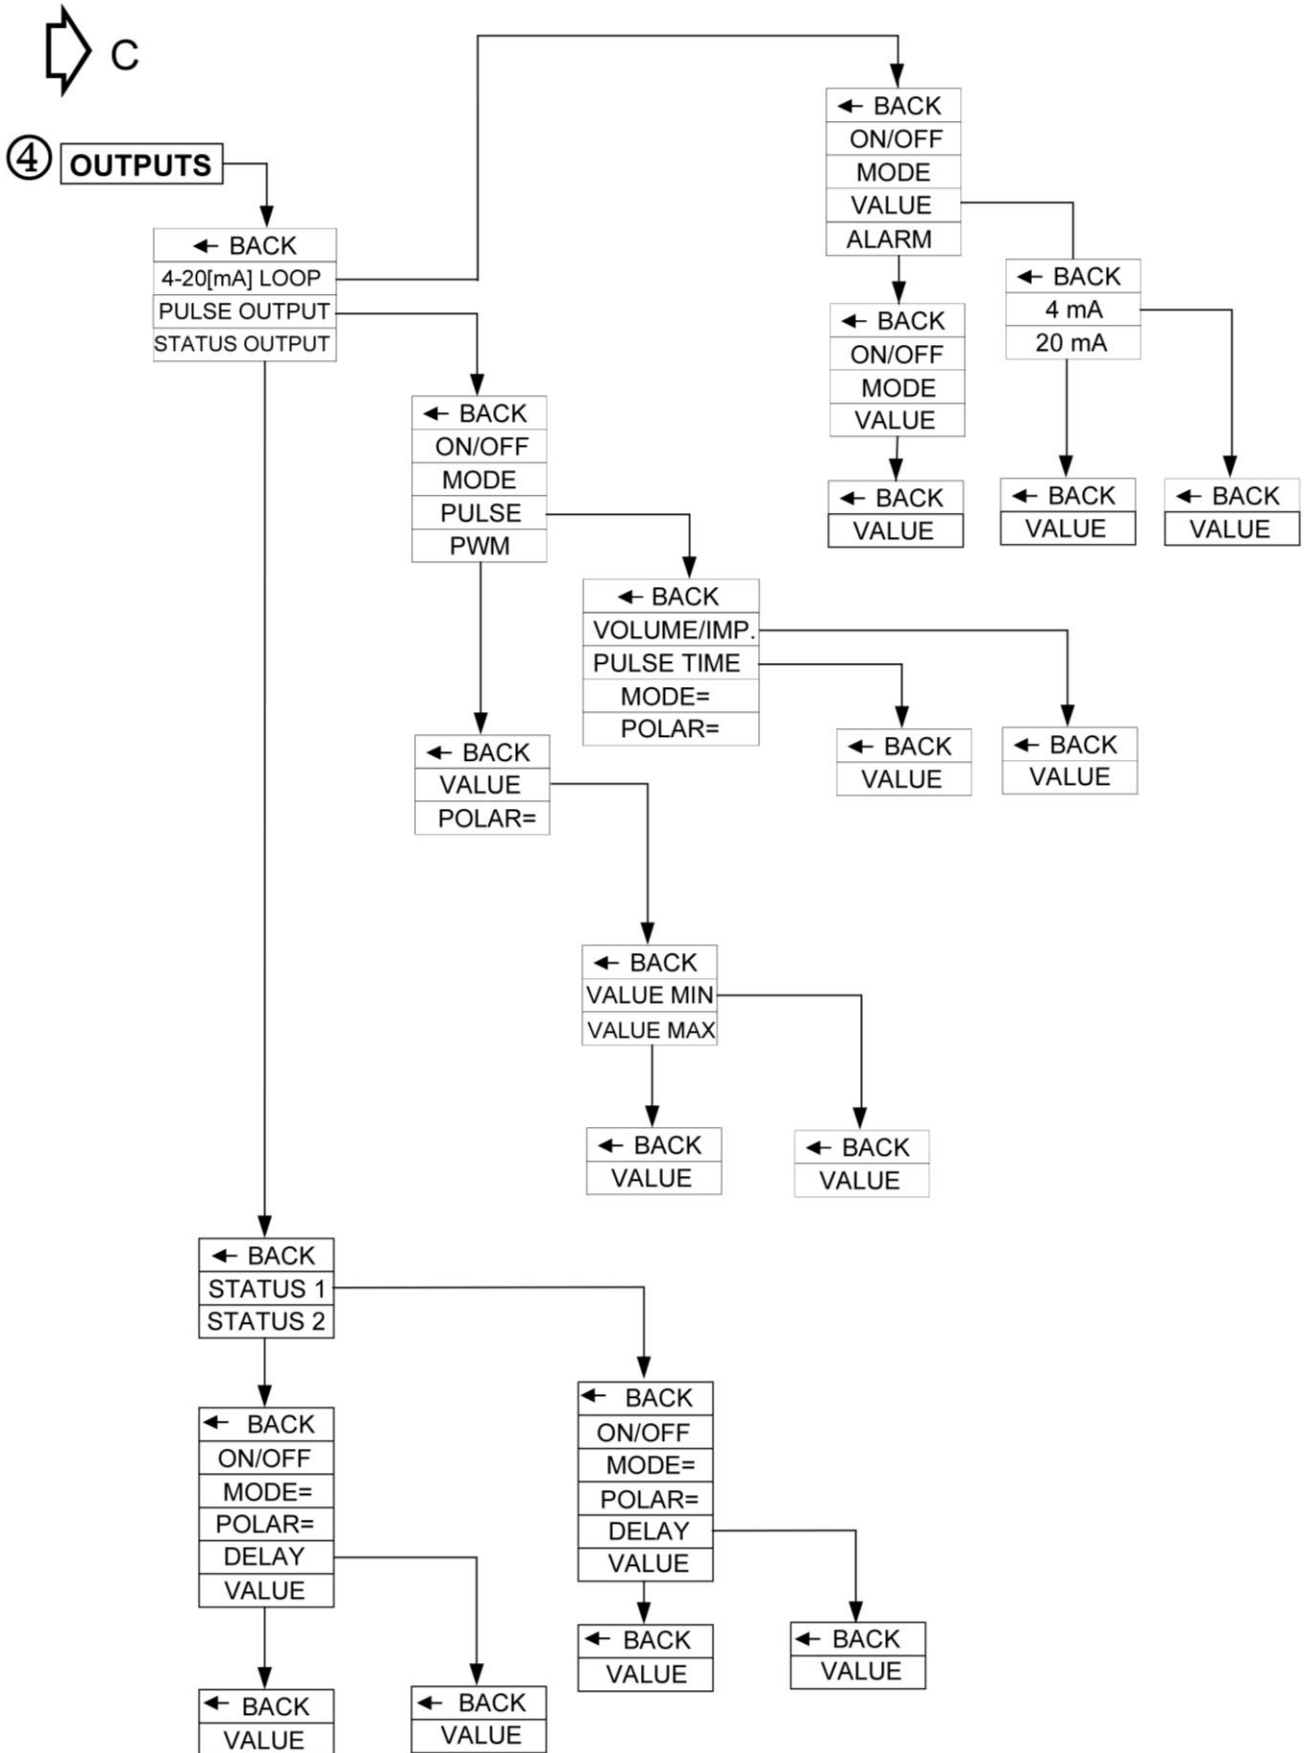 C
④ OUTPUTS
← BACK
4-20[mA] LOOP
PULSE OUTPUT
STATUS OUTPUT
← BACK
ON/OFF
MODE
VALUE
ALARM
← BACK
4 mA
20 mA
← BACK
ON/OFF
MODE
VALUE
← BACK
VALUE
← BACK
VALUE
← BACK
VALUE
← BACK
ON/OFF
MODE
PULSE
PWM
← BACK
VOLUME/IMP.
PULSE TIME
MODE=
POLAR=
← BACK
VALUE
← BACK
VALUE
← BACK
VALUE
POLAR=
← BACK
VALUE MIN
VALUE MAX
← BACK
VALUE
← BACK
VALUE
← BACK
STATUS 1
STATUS 2
← BACK
ON/OFF
MODE=
POLAR=
DELAY
VALUE
← BACK
ON/OFF
MODE=
POLAR=
DELAY
VALUE
← BACK
VALUE
← BACK
VALUE
← BACK
VALUE
← BACK
VALUE